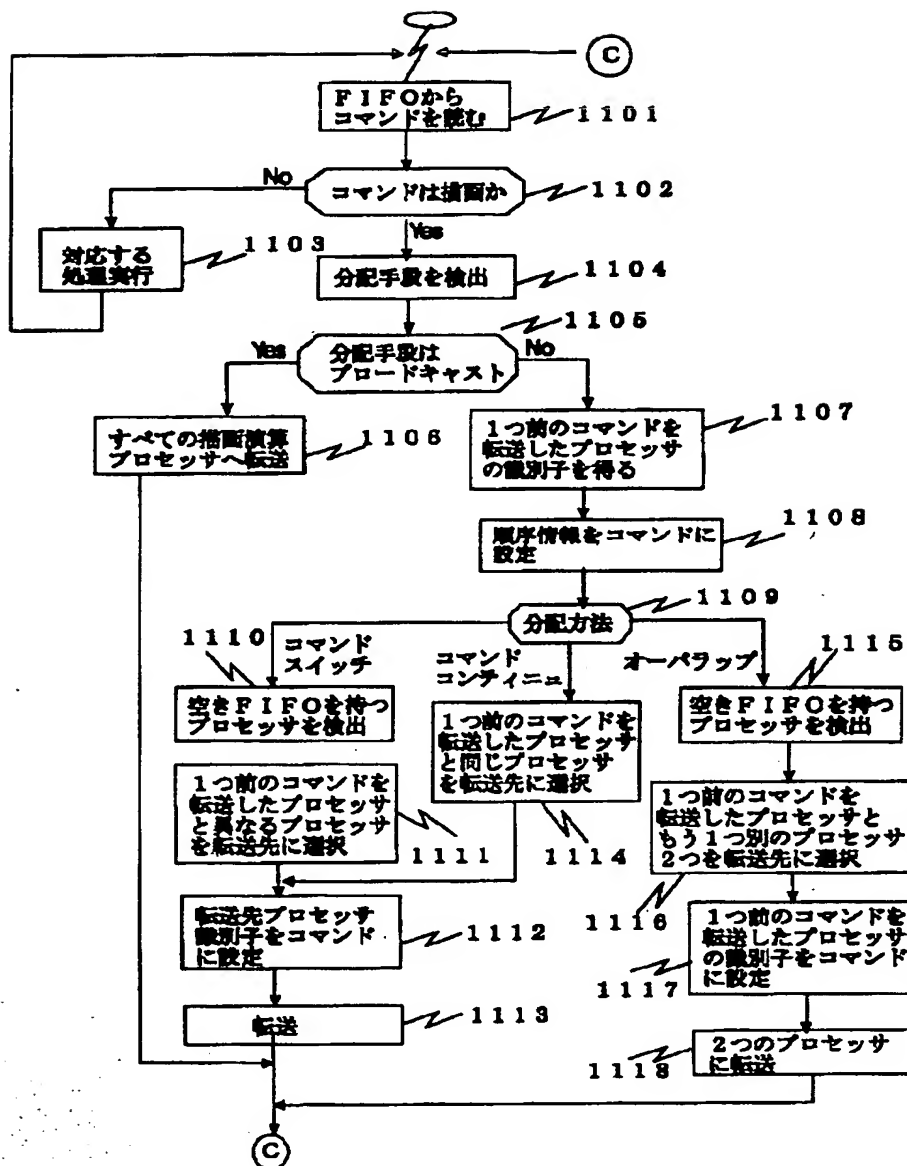 C
FIFOから
コマンドを読む
1101
No
コマンドは描画か
1102
Yes
対応する
処理実行
1103
分配手段を検出
1104
1105
Yes
分配手段は
ブロードキャスト
No
すべての描画演算
プロセッサへ転送
1106
1つ前のコマンドを
転送したプロセッサ
の識別子を得る
1107
順序情報をコマンドに
設定
1108
分配方法
1109
1110
コマンド
スイッチ
コマンド
コンティニュ
オーバラップ
1115
空きFIFOを持つ
プロセッサを検出
1つ前のコマンドを
転送したプロセッサ
と同じプロセッサ
を転送先に選択
空きFIFOを持つ
プロセッサを検出
1つ前のコマンドを
転送したプロセッサ
と異なるプロセッサ
を転送先に選択
1111
1114
1つ前のコマンドを
転送したプロセッサと
もう1つ別のプロセッサ
2つを転送先に選択
1116
転送先プロセッサ
識別子をコマンド
に設定
1112
1つ前のコマンドを
転送したプロセッサ
の識別子をコマンド
に設定
1117
転送
1113
2つのプロセッサ
に転送
1118
C